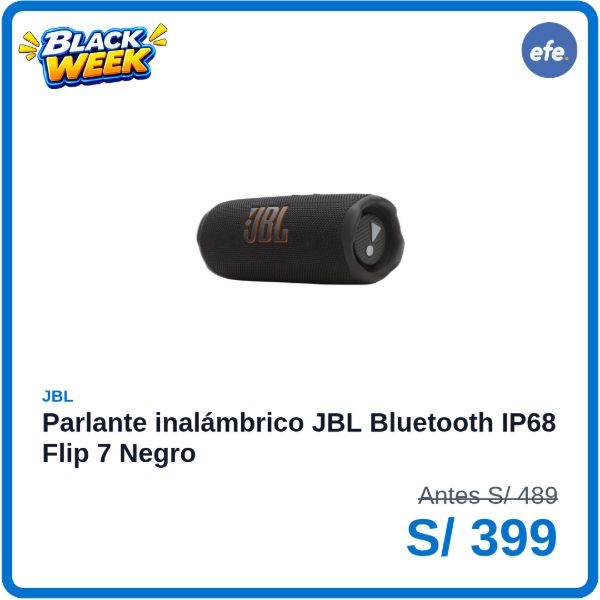 BLACK
WEEK
efe.
JBL
JBL
Parlante inalámbrico JBL Bluetooth IP68
Flip 7 Negro
Antes S/ 489
S/ 399